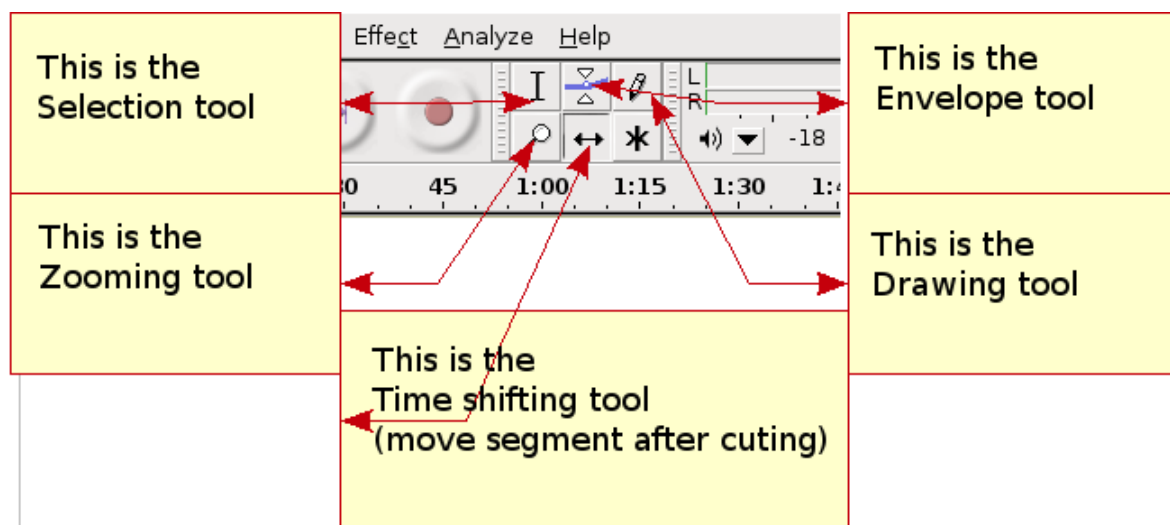 This is the
Selection tool
Effect Analyze Help
This is the
Envelope tool
L
R
-18
45 1:00 1:15 1:30
This is the
Zooming tool
This is the
Drawing tool
This is the
Time shifting tool
(move segment after cuting)